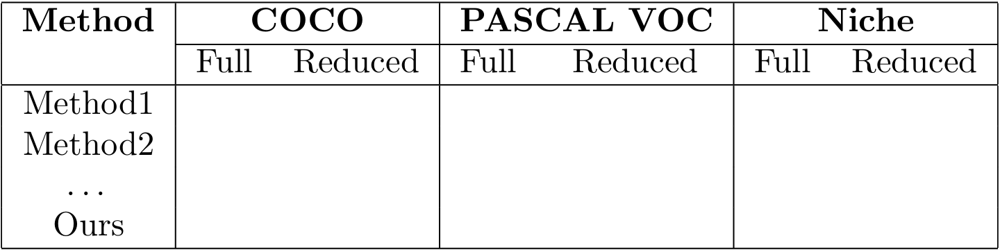 Method COCO PASCAL VOC Niche
Full Reduced Full Reduced Full Reduced
Method1
Method2
...
Ours